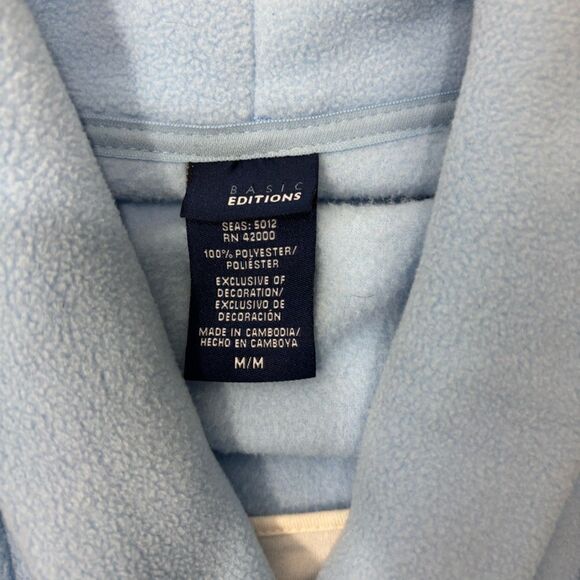 BASIC
EDITIONS
SEAS: 5012
RN 42000
100% POLYESTER/
POLIÉSTER
EXCLUSIVE OF
DECORATION/
EXCLUSIVO DE
DECORACIÓN
MADE IN CAMBODIA/
HECHO EN CAMBOYA
M/M